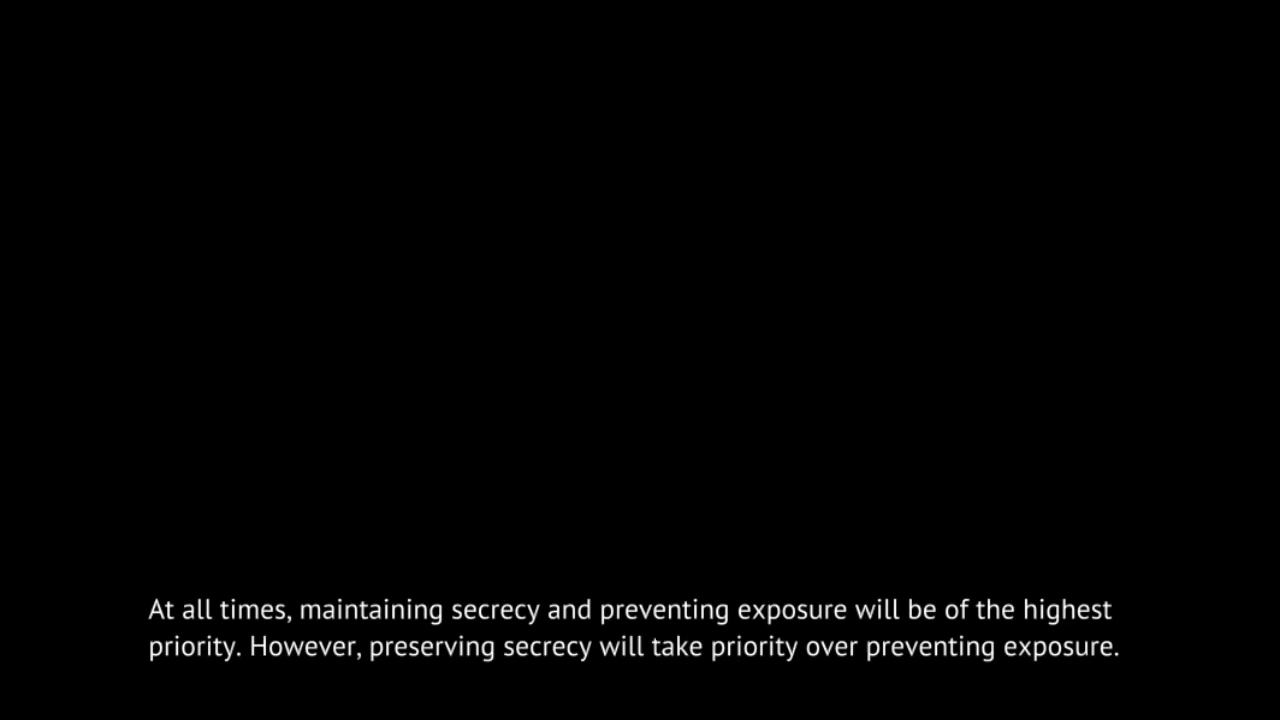 At all times, maintaining secrecy and preventing exposure will be of the highest
priority. However, preserving secrecy will take priority over preventing exposure.